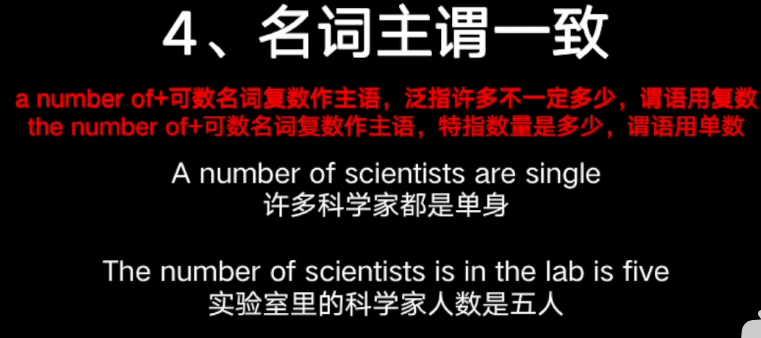 4、名词主谓一致
a number of+可数名词复数作主语，泛指许多不一定多少，谓语用复数
the number of+可数名词复数作主语，特指数量是多少，谓语用单数
A number of scientists are single
许多科学家都是单身
The number of scientists is in the lab is five
实验室里的科学家人数是五人